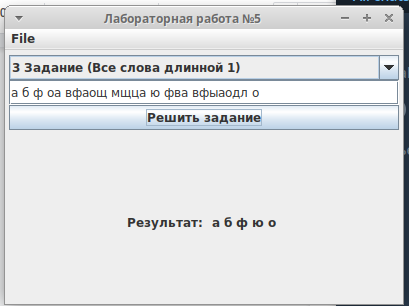 Лабораторная работа №5
File
3 Задание (Все слова длинной 1)
а б ф оа вфаощ мщца ю фва вфыаодл о
Решить задание
Результат: а б ф ю о